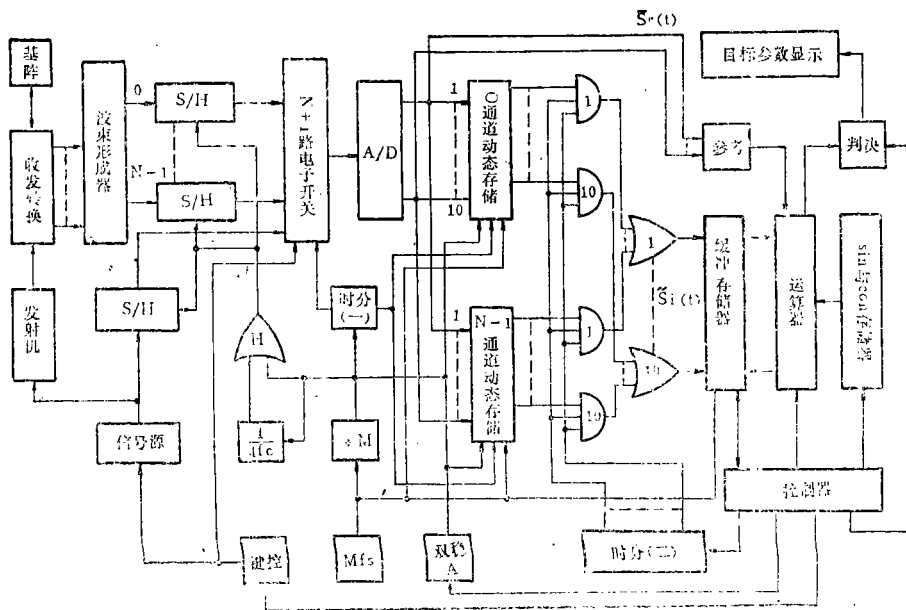 S̄r(t)
基阵
收发转换
发射机
信号源
波束形成器
0
N-1
S/H
S/H
S/H
N+1路电子开关
A/D
1
10
0通道动态存储
1
N-1通道动态存储
时分(一)
H
1/4fc
÷M
键控
Mfs
双稳A
1
10
1
10
1
10
S̄i(t)
时分(二)
目标参数显示
参考
判决
缓冲存储器
运算器
sin与con存储器
控制器